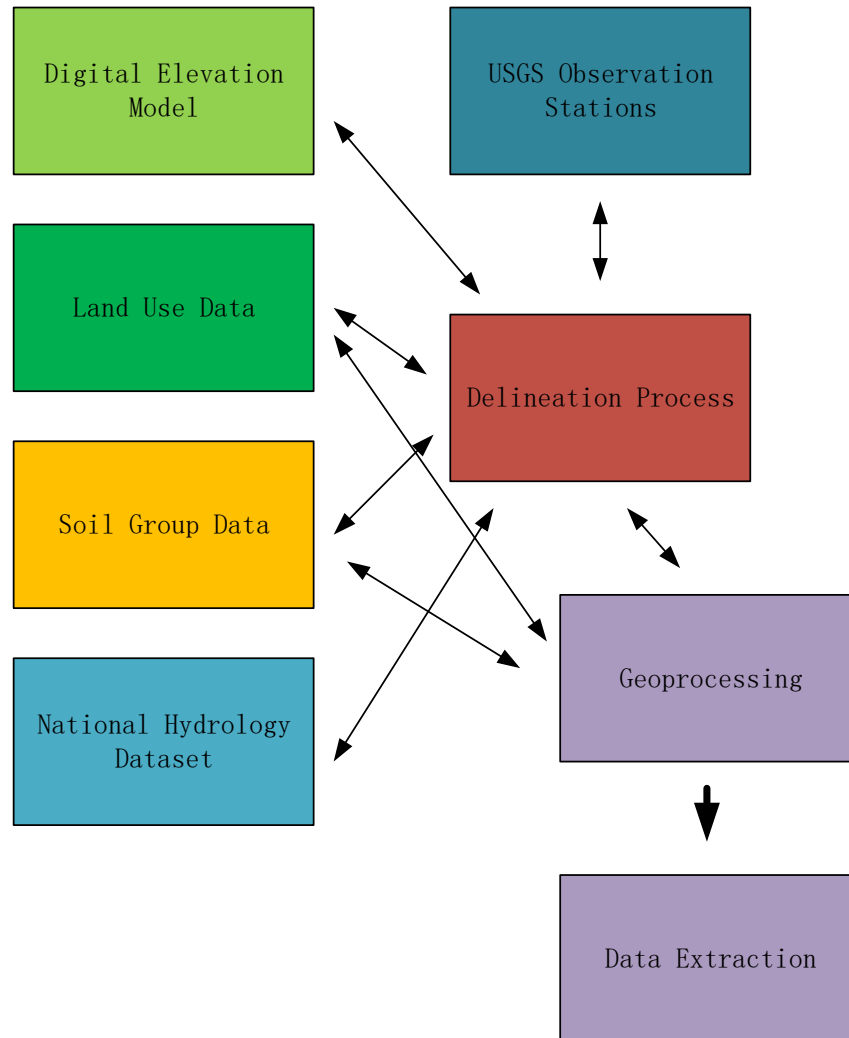 Digital Elevation
Model
USGS Observation
Stations
Land Use Data
Delineation Process
Soil Group Data
Geoprocessing
National Hydrology
Dataset
Data Extraction